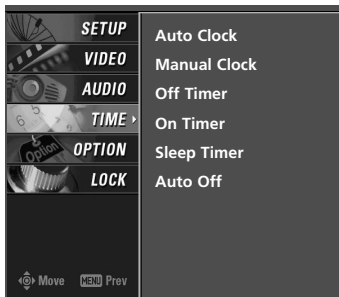 SETUP
VIDEO
AUDIO
TIME
OPTION
LOCK
Auto Clock
Manual Clock
Off Timer
On Timer
Sleep Timer
Auto Off
Option
Move MENU Prev